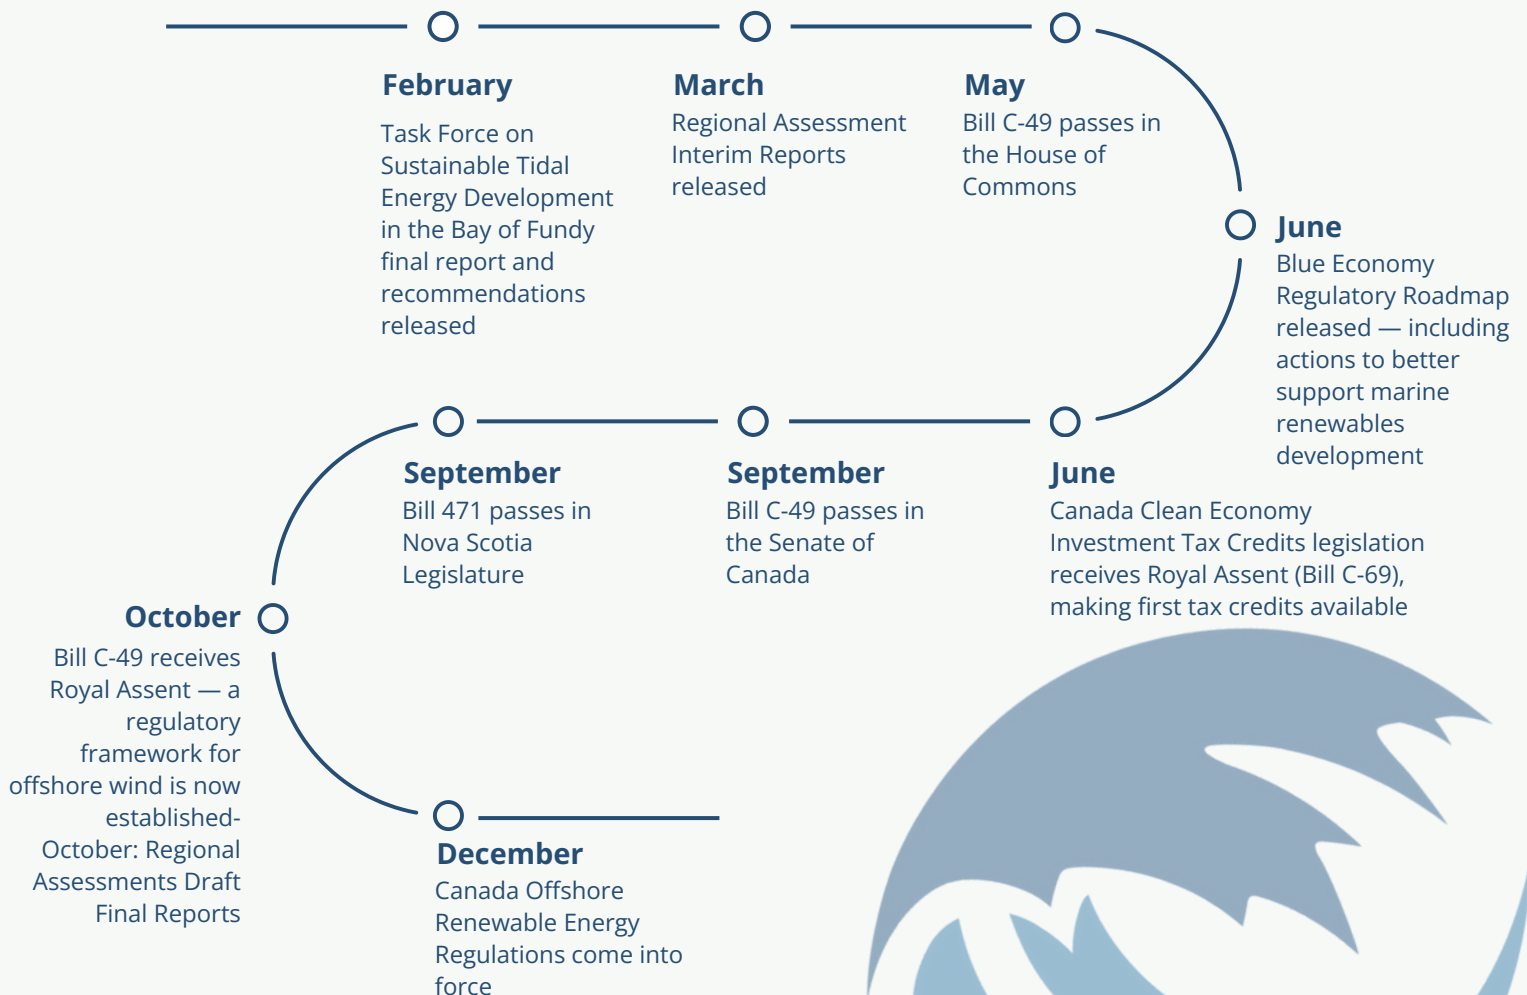 February
Task Force on
Sustainable Tidal
Energy Development
in the Bay of Fundy
final report and
recommendations
released
March
Regional Assessment
Interim Reports
released
May
Bill C-49 passes in
the House of
Commons
June
Blue Economy
Regulatory Roadmap
released — including
actions to better
support marine
renewables
development
June
Canada Clean Economy
Investment Tax Credits legislation
receives Royal Assent (Bill C-69),
making first tax credits available
September
Bill C-49 passes in
the Senate of
Canada
September
Bill 471 passes in
Nova Scotia
Legislature
October
Bill C-49 receives
Royal Assent — a
regulatory
framework for
offshore wind is now
established-
October: Regional
Assessments Draft
Final Reports
December
Canada Offshore
Renewable Energy
Regulations come into
force